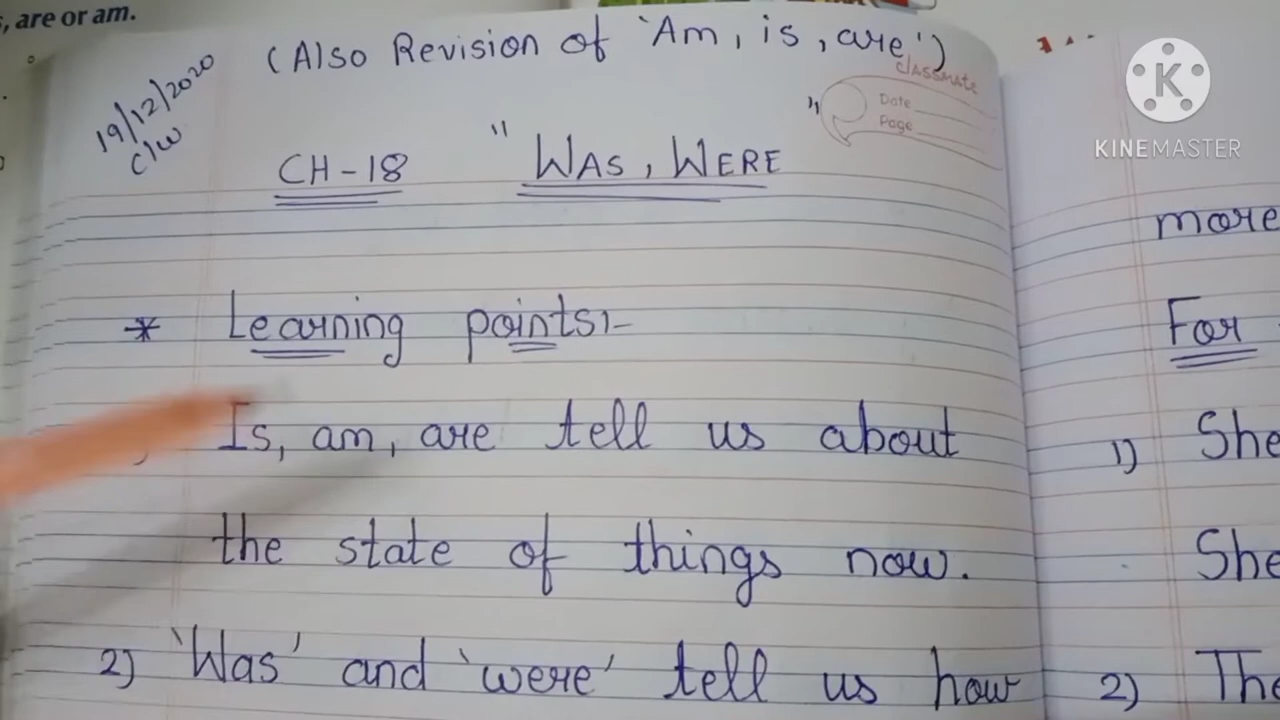 , are or am.
(Also Revision of 'Am, is, are')
19/12/2020
C/W
classmate
Date
Page
CH-18 "Was, Were"
* Learning points:-
Is, am, are tell us about
the state of things now.
2) 'Was' and 'were' tell us how
more
For
1) She
She
2) The
KINEMASTER